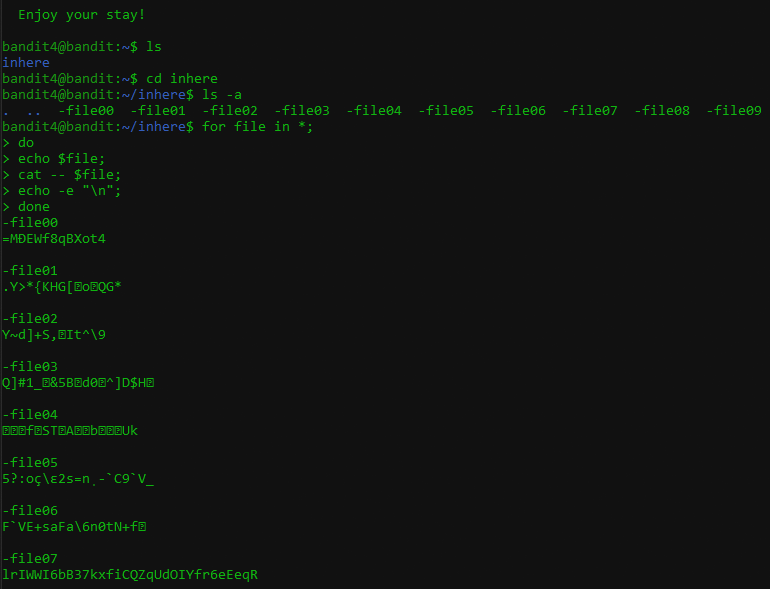 Enjoy your stay!
bandit4@bandit:~$ ls
inhere
bandit4@bandit:~$ cd inhere
bandit4@bandit:~/inhere$ ls -a
.  ..  -file00  -file01  -file02  -file03  -file04  -file05  -file06  -file07  -file08  -file09
bandit4@bandit:~/inhere$ for file in *;
> do
> echo $file;
> cat -- $file;
> echo -e "\n";
> done
-file00
=MÐEWf8qBXot4
-file01
.Y>*{KHG[⍰o⍰QG*
-file02
Y~d]+S,⍰It^\9
-file03
Q]#1_⍰&5B⍰d0⍰^]D$H⍰
-file04
⍰⍰⍰f⍰ST⍰A⍰⍰b⍰⍰⍰Uk
-file05
5?:oç\ε2s=n͵-`C9`V_
-file06
F`VE+saFa\6n0tN+f⍰
-file07
lrIWWI6bB37kxfiCQZqUdOIYfr6eEeqR